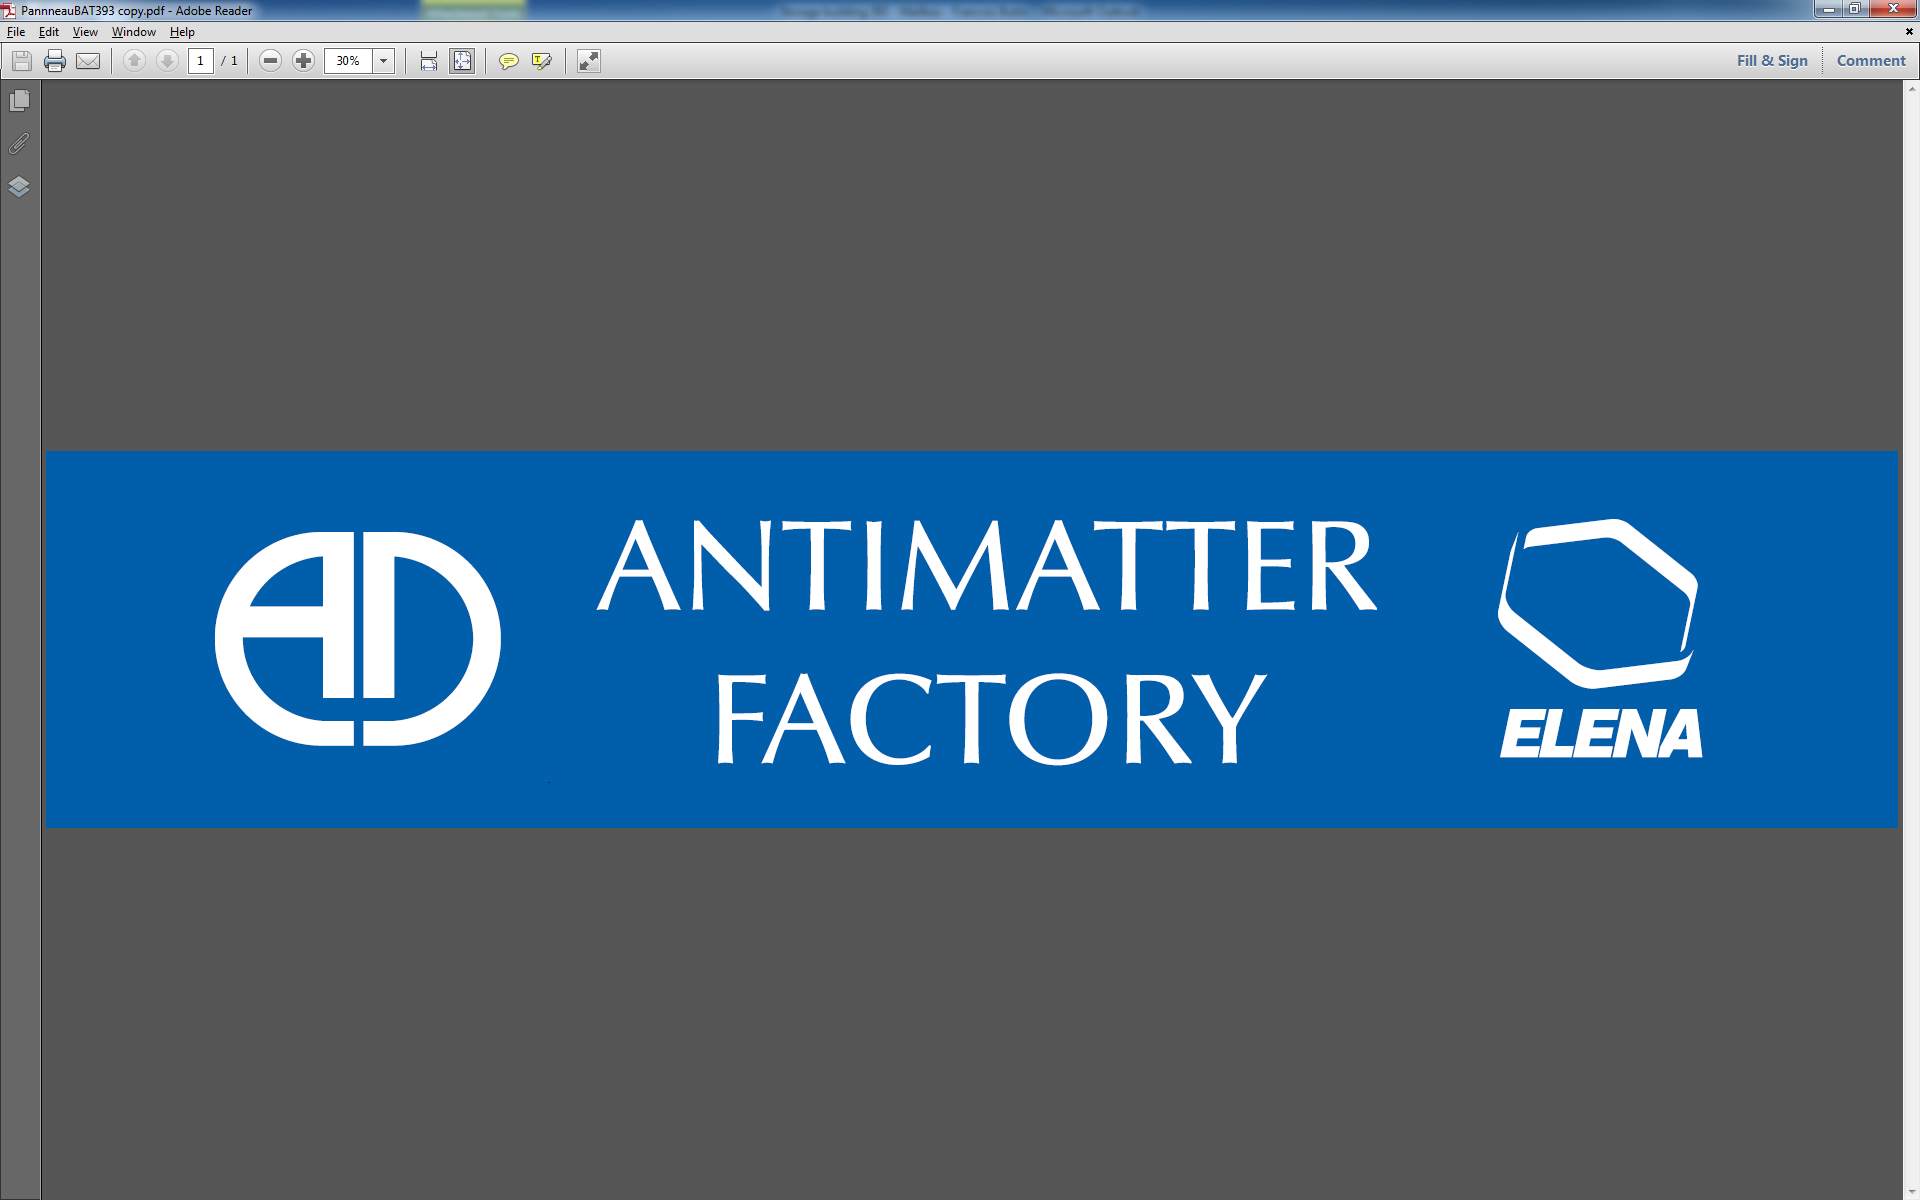 PannneauBAT393 copy.pdf - Adobe Reader
File Edit View Window Help
1 / 1 30% Fill & Sign Comment
AD
ANTIMATTER
FACTORY
ELENA